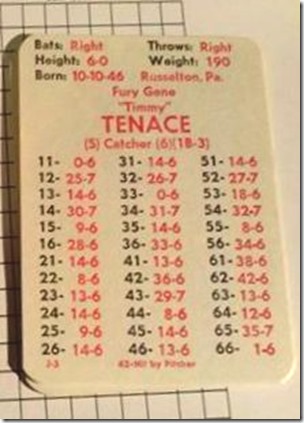 Bats: Right Throws: Right
Height: 6-0 Weight: 190
Born: 10-10-46 Russelton, Pa.
Fury Gene
"Timmy"
TENACE
(5) Catcher (6)(1B-3)
11- 0-6 31- 14-6 51- 14-6
12- 25-7 32- 26-7 52- 27-7
13- 14-6 33- 0-6 53- 18-6
14- 30-7 34- 31-7 54- 32-7
15- 9-6 35- 14-6 55- 8-6
16- 28-6 36- 33-6 56- 34-6
21- 14-6 41- 13-6 61- 38-6
22- 8-6 42- 36-6 62- 42-6
23- 13-6 43- 29-7 63- 13-6
24- 14-6 44- 8-6 64- 12-6
25- 9-6 45- 14-6 65- 35-7
26- 14-6 46- 13-6 66- 1-6
J-3 42-Hit by Pitcher